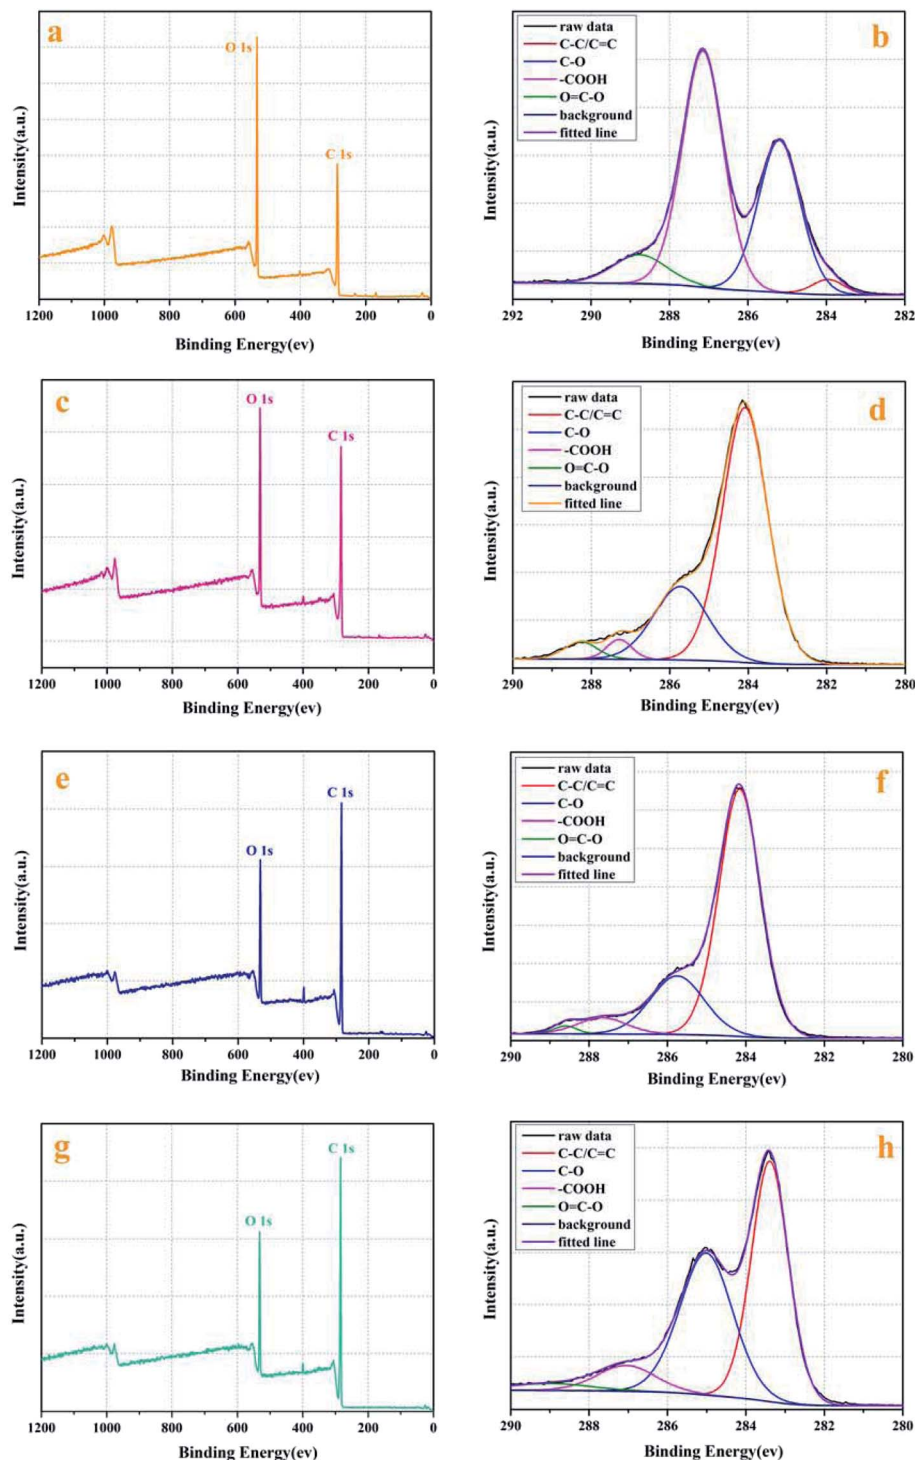 a
O 1s
C 1s
Intensity(a.u.)
1200 1000 800 600 400 200 0
Binding Energy(ev)
b
raw data
C-C/C=C
C-O
-COOH
O=C-O
background
fitted line
Intensity(a.u.)
292 290 288 286 284 282
Binding Energy(ev)
c
O 1s
C 1s
Intensity(a.u.)
1200 1000 800 600 400 200 0
Binding Energy(ev)
d
raw data
C-C/C=C
C-O
-COOH
O=C-O
background
fitted line
Intensity(a.u.)
290 288 286 284 282 280
Binding Energy(ev)
e
C 1s
O 1s
Intensity(a.u.)
1200 1000 800 600 400 200 0
Binding Energy(ev)
f
raw data
C-C/C=C
C-O
-COOH
O=C-O
background
fitted line
Intensity(a.u.)
290 288 286 284 282 280
Binding Energy(ev)
g
C 1s
O 1s
Intensity(a.u.)
1200 1000 800 600 400 200 0
Binding Energy(ev)
h
raw data
C-C/C=C
C-O
-COOH
O=C-O
background
fitted line
Intensity(a.u.)
290 288 286 284 282 280
Binding Energy(ev)